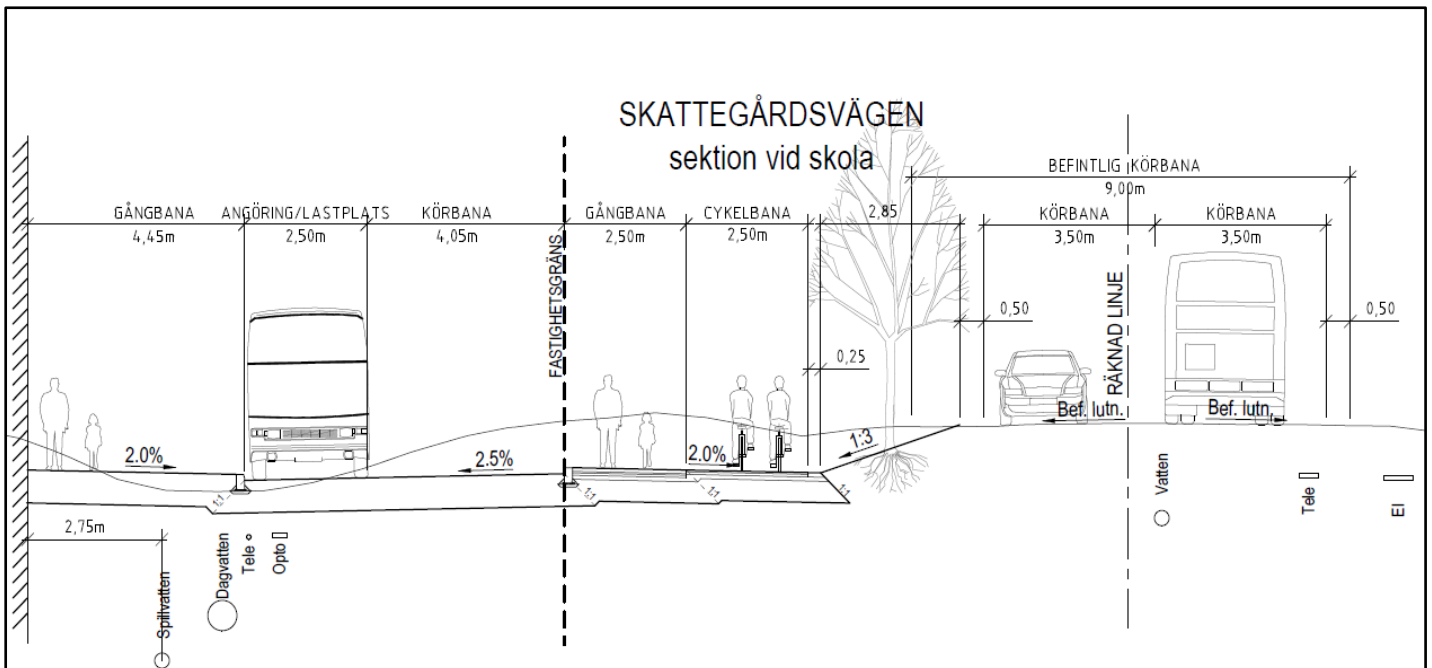 SKATTEGÅRDSVÄGEN
sektion vid skola
BEFINTLIG KÖRBANA
9,00m
GÅNGBANA
4,45m
ANGÖRING/LASTPLATS
2,50m
KÖRBANA
4,05m
GÅNGBANA
2,50m
CYKELBANA
2,50m
2,85
KÖRBANA
3,50m
KÖRBANA
3,50m
0,50
0,50
0,25
FASTIGHETSGRÄNS
RÄKNAD LINJE
Bef. lutn.
Bef. lutn.
2.0%
2.5%
2.0%
1:3
1:1
1:1
1:1
1:1
2,75m
Spillvatten
Dagvatten
Tele
Opto
Vatten
Tele
El